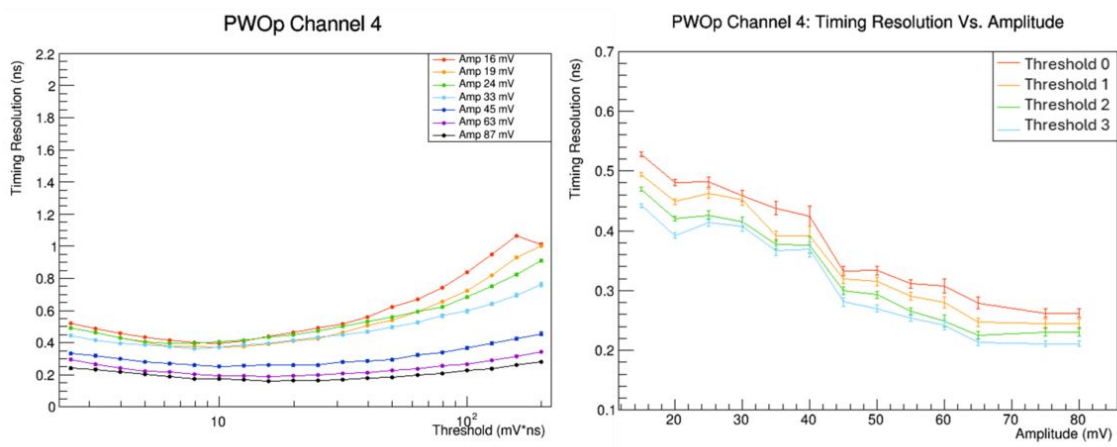 PWOp Channel 4
Timing Resolution (ns)
2.2
2
1.8
1.6
1.4
1.2
1
0.8
0.6
0.4
0.2
0
Amp 16 mV
Amp 19 mV
Amp 24 mV
Amp 33 mV
Amp 45 mV
Amp 63 mV
Amp 87 mV
10
10²
Threshold (mV*ns)
PWOp Channel 4: Timing Resolution Vs. Amplitude
Timing Resolution (ns)
0.7
0.6
0.5
0.4
0.3
0.2
0.1
Threshold 0
Threshold 1
Threshold 2
Threshold 3
20
30
40
50
60
70
80
Amplitude (mV)